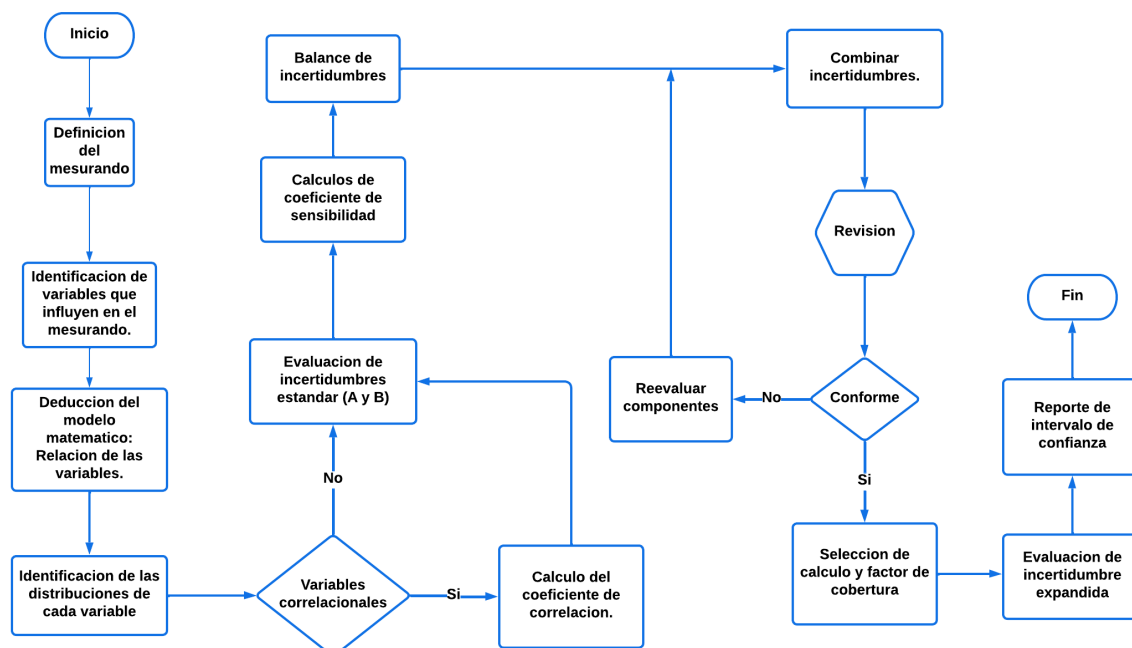 Inicio
Definicion
del
mesurando
Identificacion de
variables que
influyen en el
mesurando.
Deduccion del
modelo
matematico:
Relacion de las
variables.
Identificacion de las
distribuciones de
cada variable
Variables
correlacionales
No
Si
Calculo del
coeficiente de
correlacion.
Evaluacion de
incertidumbres
estandar (A y B)
Calculos de
coeficiente de
sensibilidad
Balance de
incertidumbres
Combinar
incertidumbres.
Revision
Conforme
No
Reevaluar
componentes
Si
Seleccion de
calculo y factor de
cobertura
Evaluacion de
incertidumbre
expandida
Reporte de
intervalo de
confianza
Fin